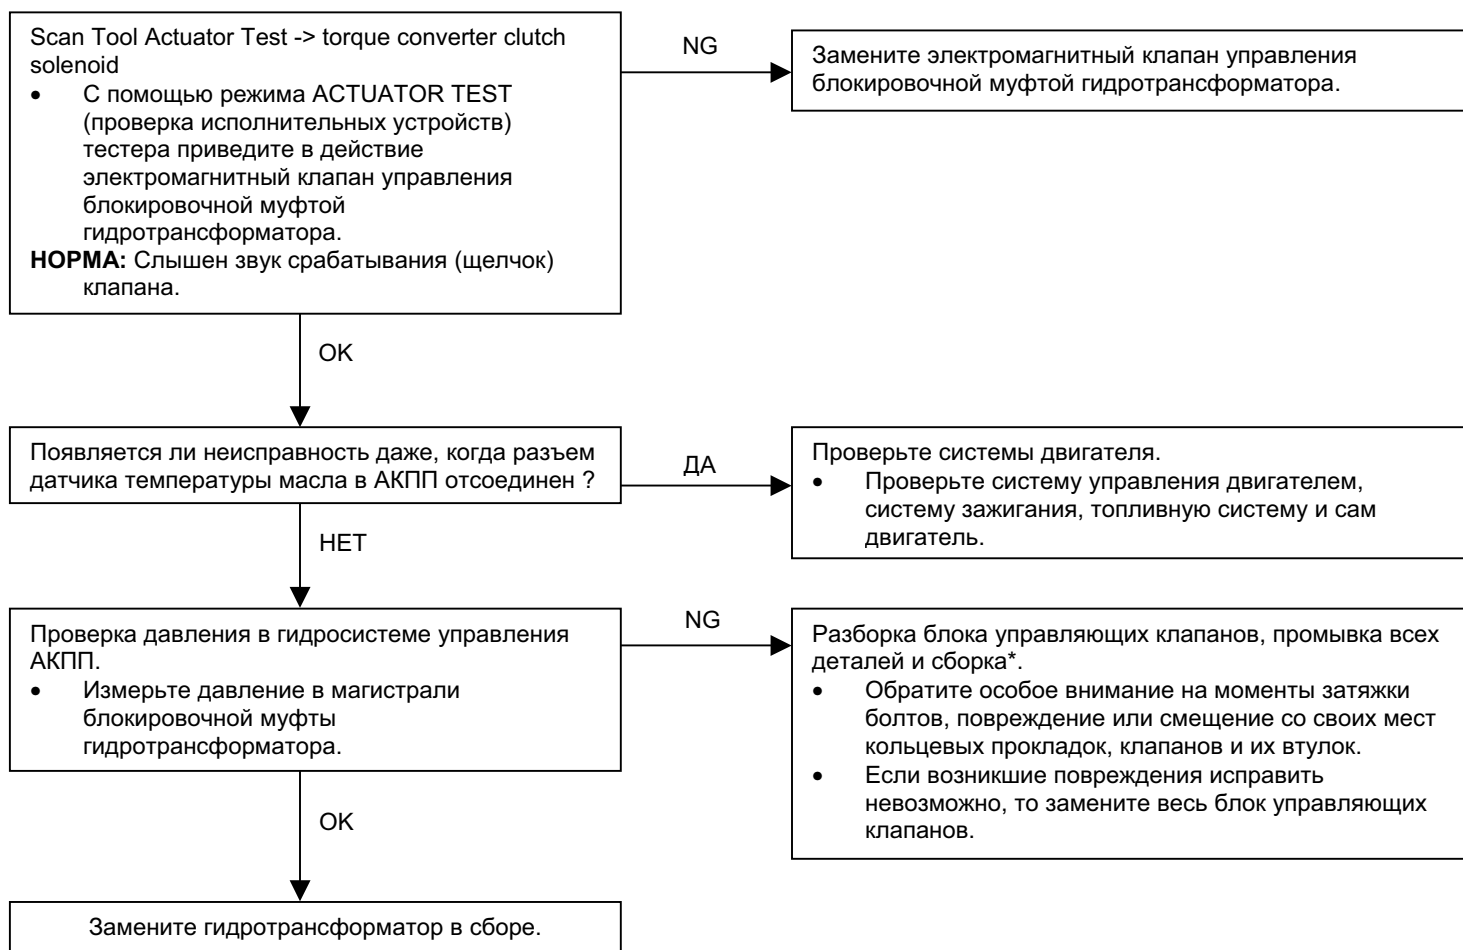 Scan Tool Actuator Test -> torque converter clutch
solenoid
• С помощью режима ACTUATOR TEST
(проверка исполнительных устройств)
тестера приведите в действие
электромагнитный клапан управления
блокировочной муфтой
гидротрансформатора.
НОРМА: Слышен звук срабатывания (щелчок)
клапана.
NG
Замените электромагнитный клапан управления
блокировочной муфтой гидротрансформатора.
OK
Появляется ли неисправность даже, когда разъем
датчика температуры масла в АКПП отсоединен ?
ДА
Проверьте системы двигателя.
• Проверьте систему управления двигателем,
систему зажигания, топливную систему и сам
двигатель.
НЕТ
Проверка давления в гидросистеме управления
АКПП.
• Измерьте давление в магистрали
блокировочной муфты
гидротрансформатора.
NG
Разборка блока управляющих клапанов, промывка всех
деталей и сборка*.
• Обратите особое внимание на моменты затяжки
болтов, повреждение или смещение со своих мест
кольцевых прокладок, клапанов и их втулок.
• Если возникшие повреждения исправить
невозможно, то замените весь блок управляющих
клапанов.
OK
Замените гидротрансформатор в сборе.